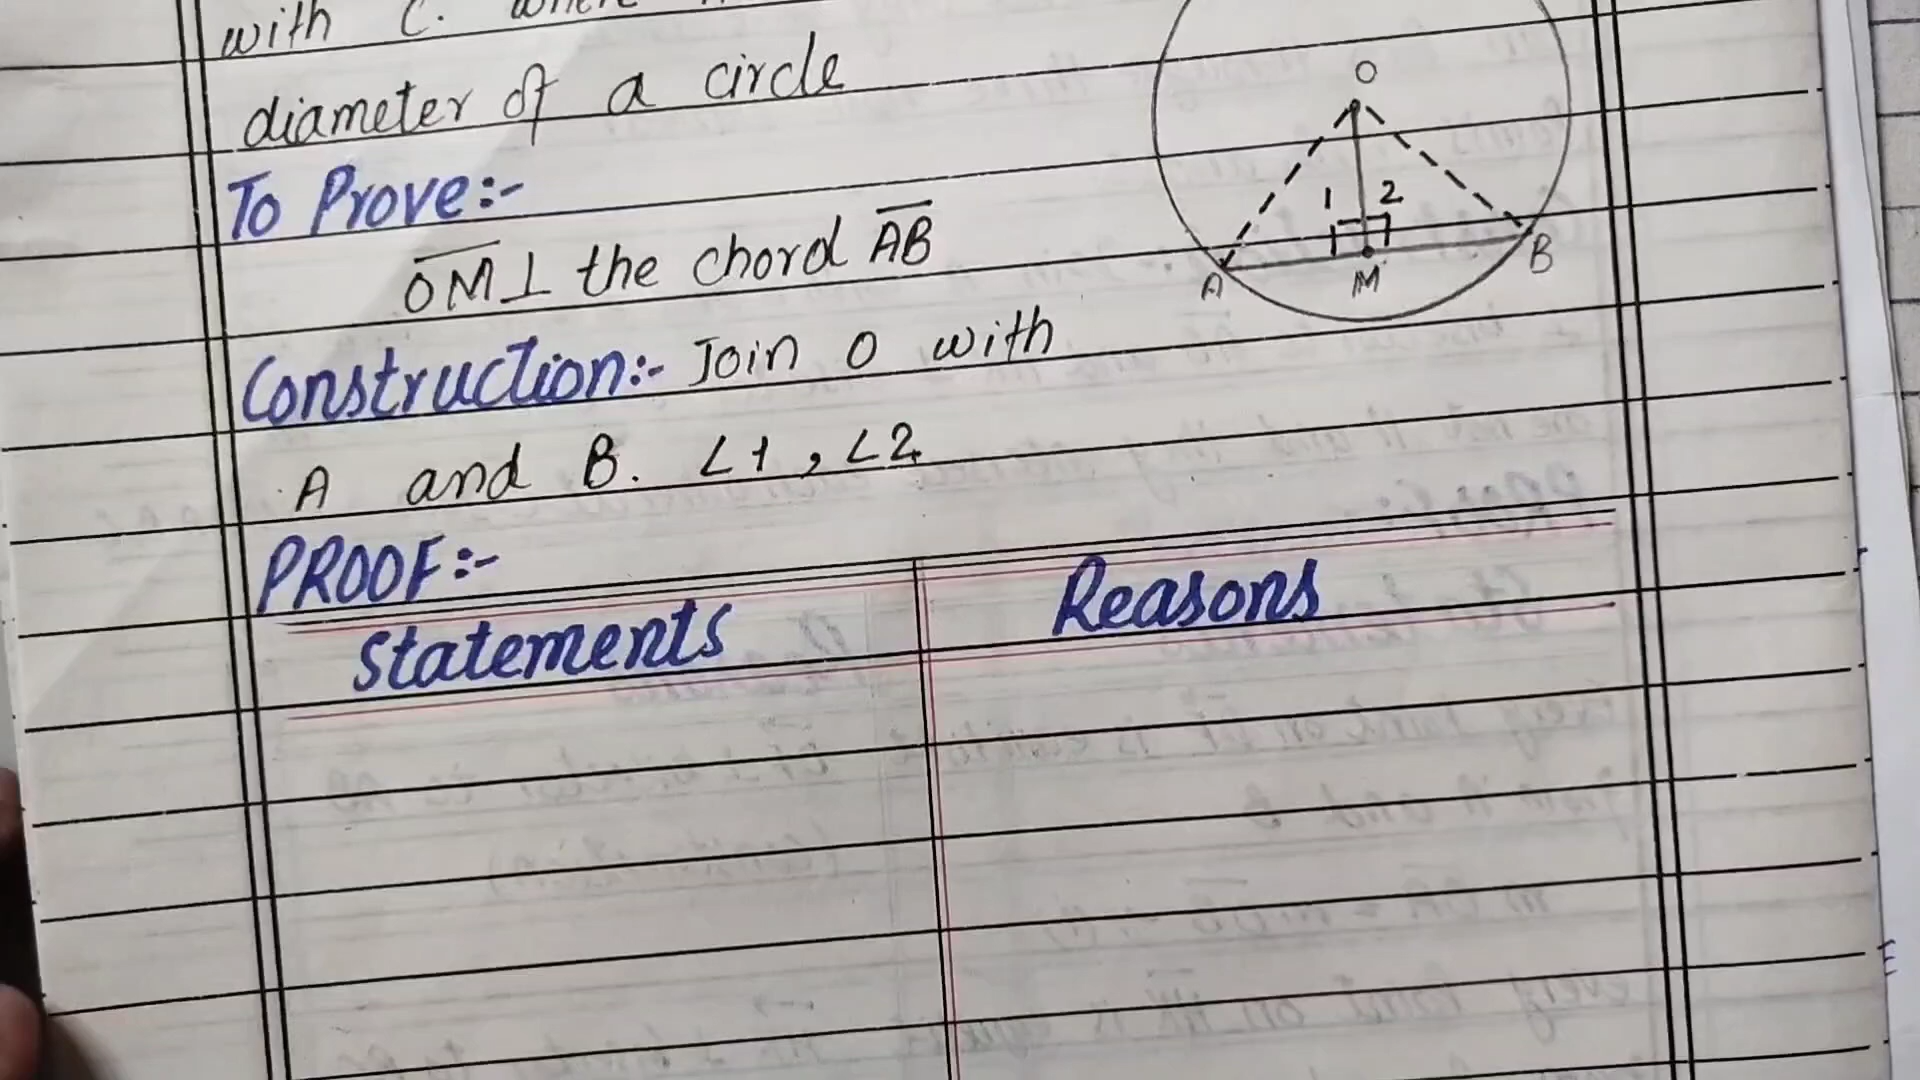 with C. where
diameter of a circle
To Prove:-
OM ⊥ the chord AB
Construction:- Join O with
A and B. ∠1, ∠2
PROOF:-
Statements
Reasons
O
1 2
A M B